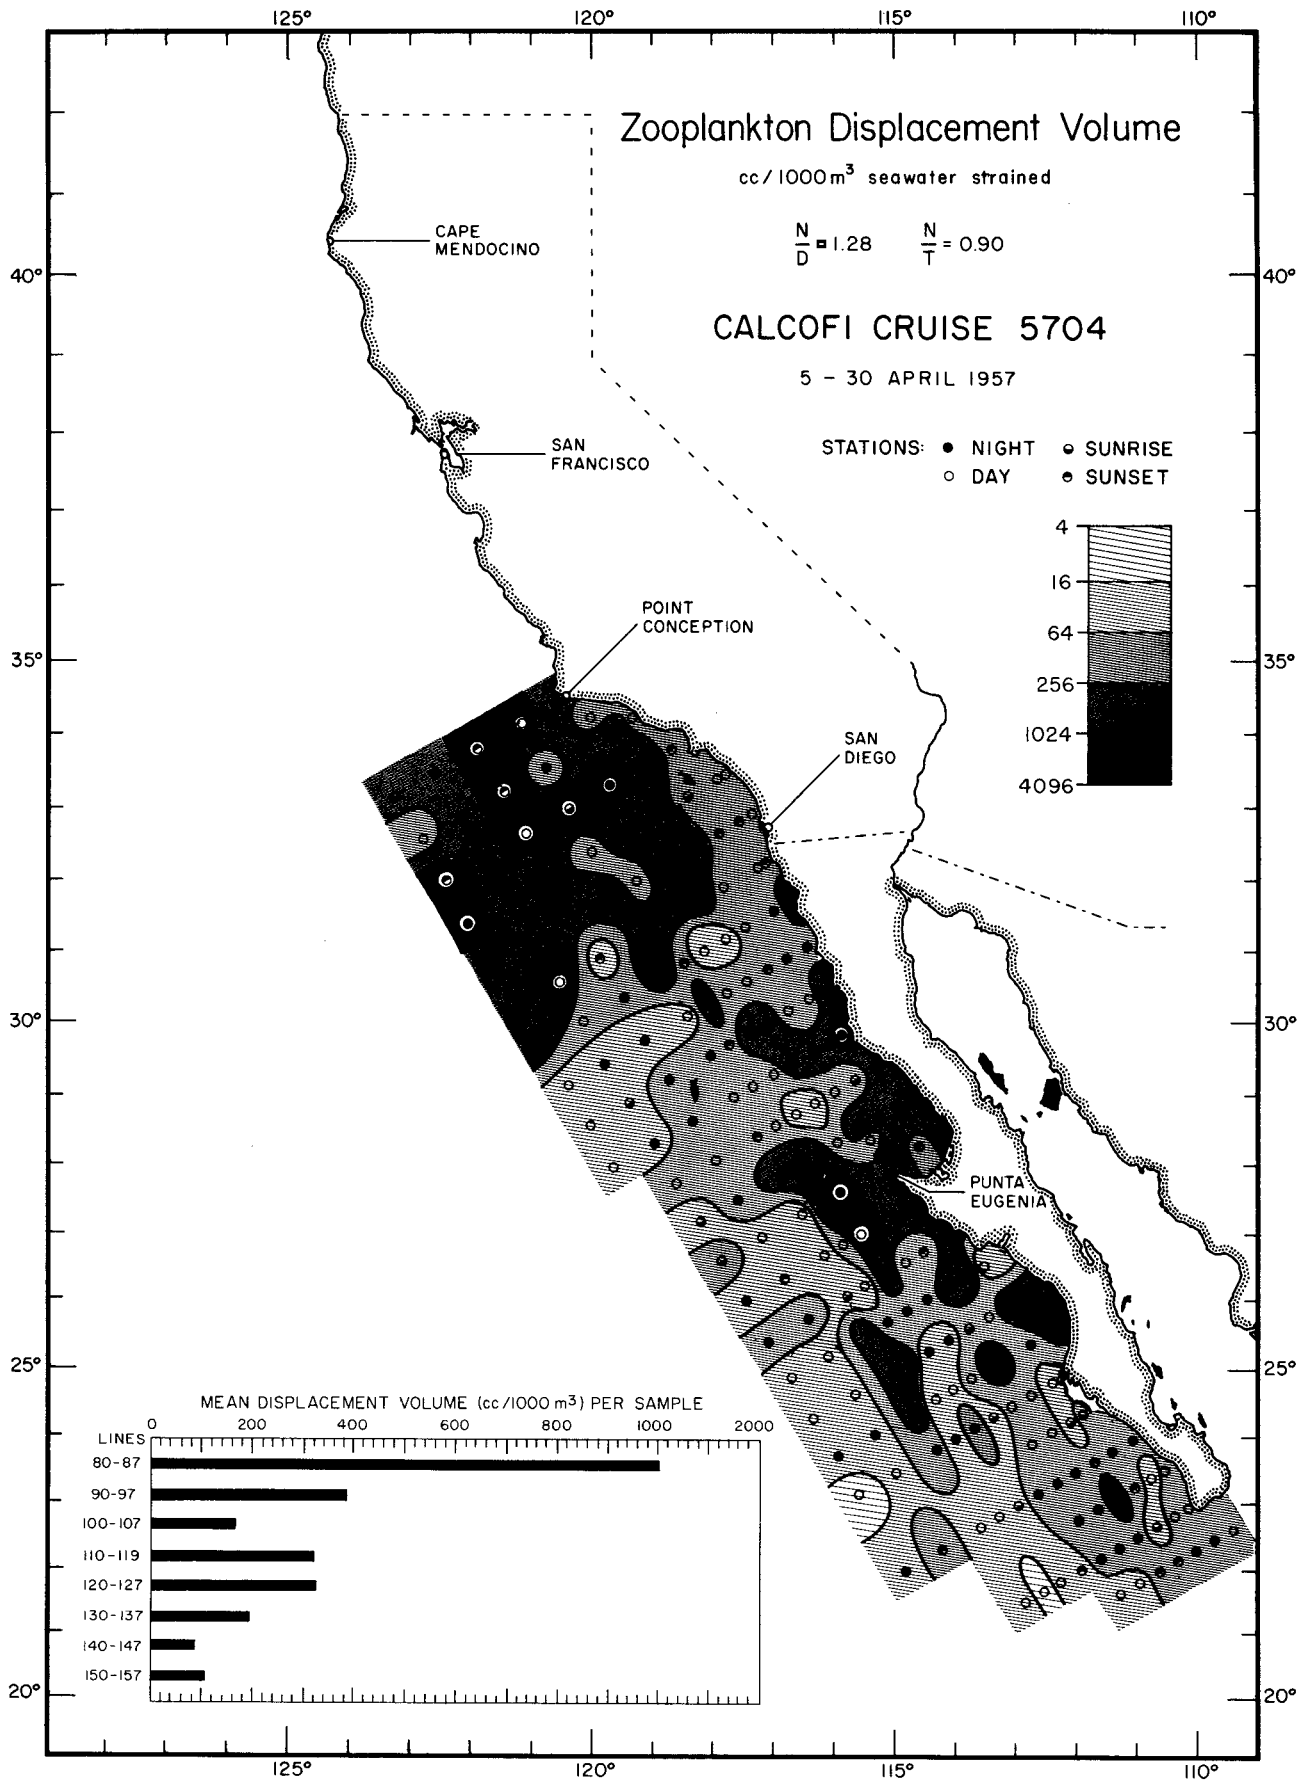 125° 120° 115° 110°
Zooplankton Displacement Volume
cc/1000m³ seawater strained
N/D = 1.28 N/T = 0.90
CALCOFI CRUISE 5704
5 – 30 APRIL 1957
STATIONS: ● NIGHT SUNRISE
○ DAY SUNSET
CAPE
MENDOCINO
40° 40°
SAN
FRANCISCO
4
16
64
256
1024
4096
POINT
CONCEPTION
35° 35°
SAN
DIEGO
30° 30°
PUNTA
EUGENIA
25° 25°
MEAN DISPLACEMENT VOLUME (cc/1000 m³) PER SAMPLE
0 200 400 600 800 1000 2000
LINES
80–87
90–97
100–107
110–119
120–127
130–137
140–147
150–157
20° 20°
125° 120° 115° 110°